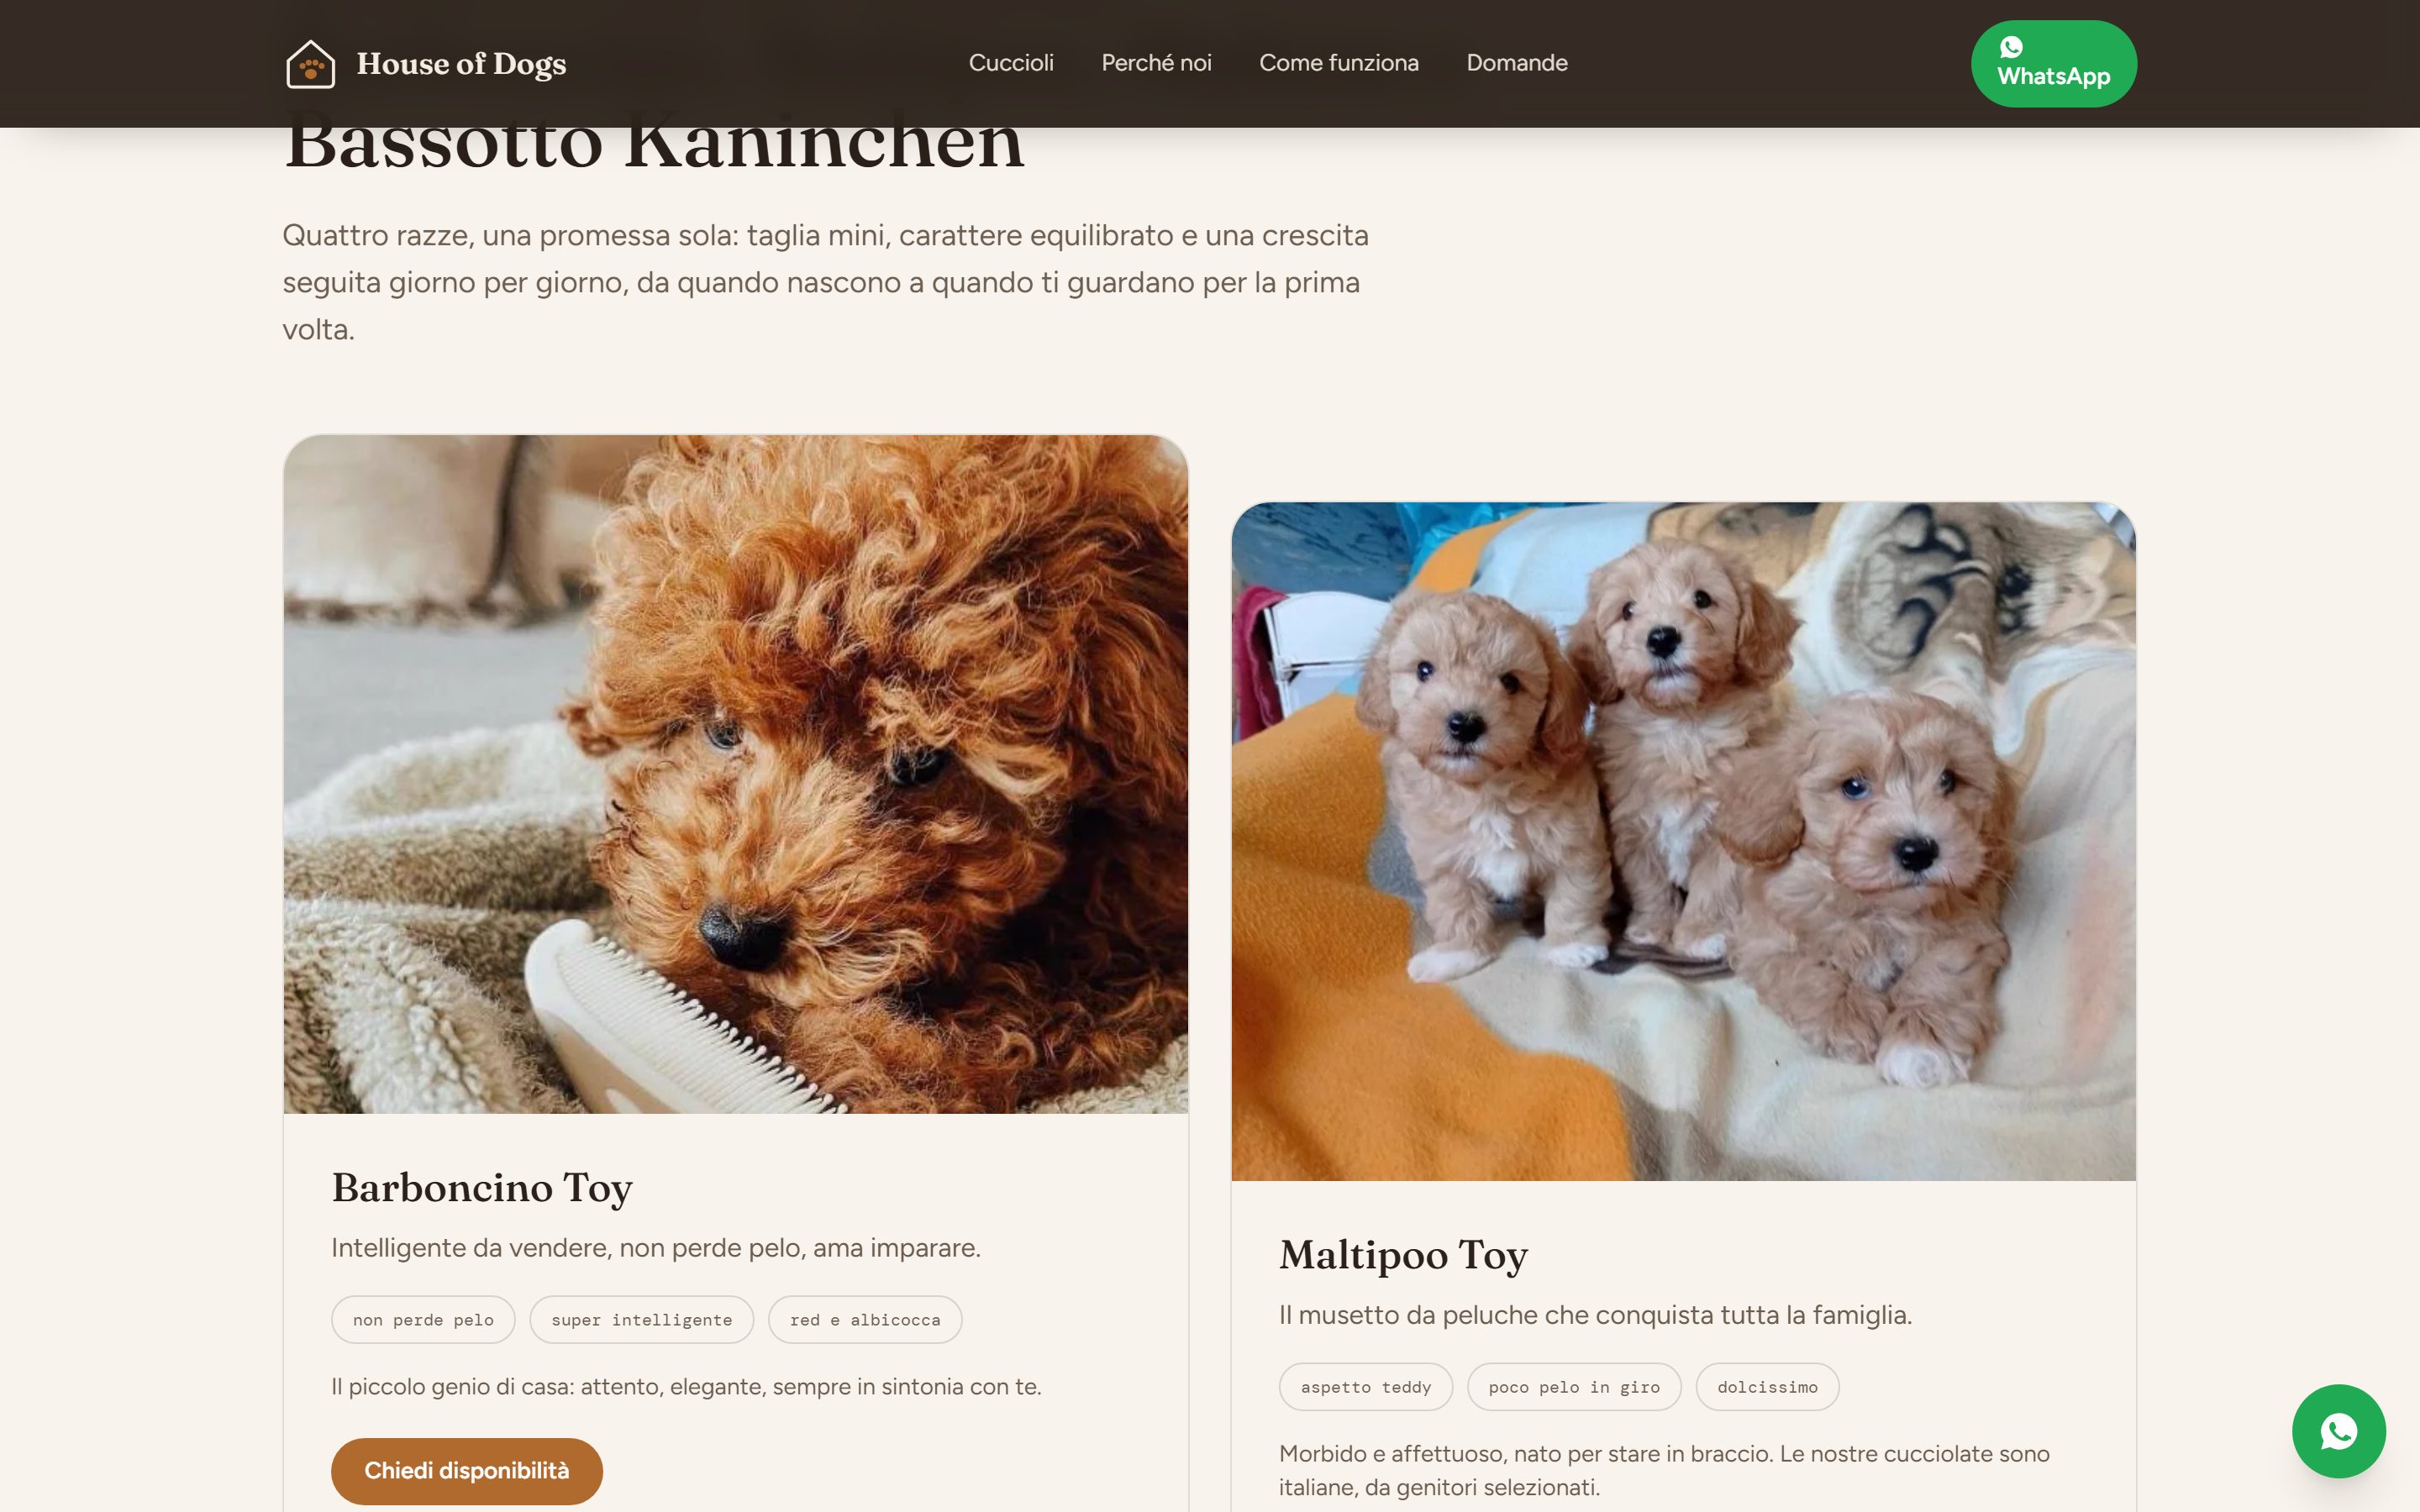 House of Dogs
Cuccioli
Perché noi
Come funziona
Domande
WhatsApp
Bassotto Kaninchen
Quattro razze, una promessa sola: taglia mini, carattere equilibrato e una crescita
seguita giorno per giorno, da quando nascono a quando ti guardano per la prima
volta.
Barboncino Toy
Intelligente da vendere, non perde pelo, ama imparare.
non perde pelo
super intelligente
red e albicocca
Il piccolo genio di casa: attento, elegante, sempre in sintonia con te.
Chiedi disponibilità
Maltipoo Toy
Il musetto da peluche che conquista tutta la famiglia.
aspetto teddy
poco pelo in giro
dolcissimo
Morbido e affettuoso, nato per stare in braccio. Le nostre cucciolate sono
italiane, da genitori selezionati.